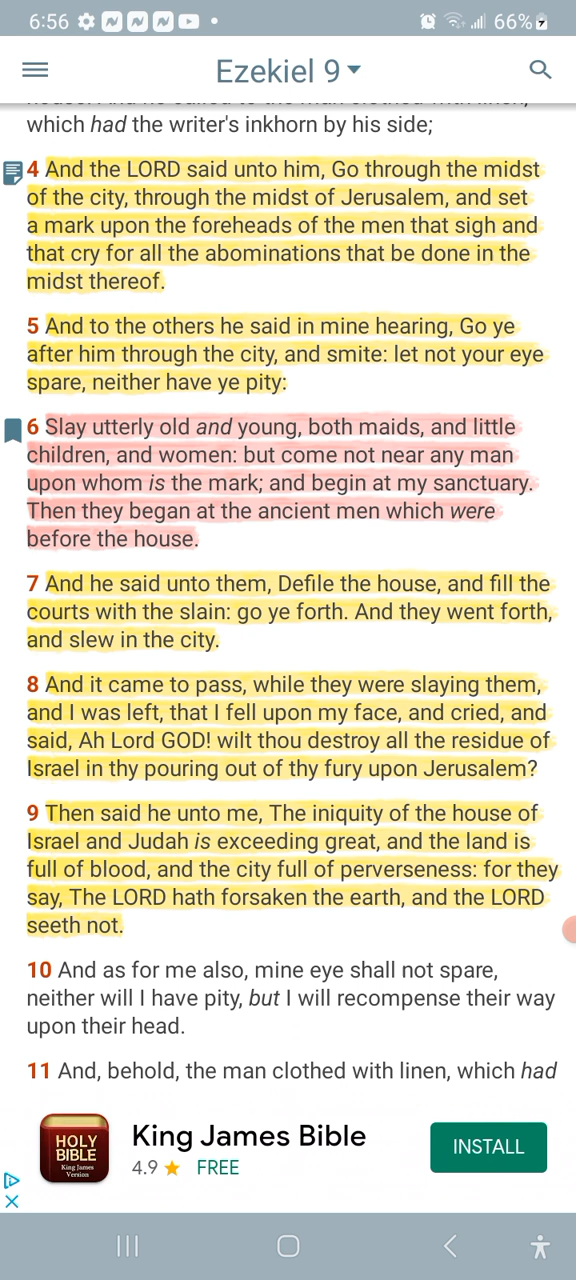 6:56
66%
Ezekiel 9
which had the writer's inkhorn by his side;
4 And the LORD said unto him, Go through the midst
of the city, through the midst of Jerusalem, and set
a mark upon the foreheads of the men that sigh and
that cry for all the abominations that be done in the
midst thereof.
5 And to the others he said in mine hearing, Go ye
after him through the city, and smite: let not your eye
spare, neither have ye pity:
6 Slay utterly old and young, both maids, and little
children, and women: but come not near any man
upon whom is the mark; and begin at my sanctuary.
Then they began at the ancient men which were
before the house.
7 And he said unto them, Defile the house, and fill the
courts with the slain: go ye forth. And they went forth,
and slew in the city.
8 And it came to pass, while they were slaying them,
and I was left, that I fell upon my face, and cried, and
said, Ah Lord GOD! wilt thou destroy all the residue of
Israel in thy pouring out of thy fury upon Jerusalem?
9 Then said he unto me, The iniquity of the house of
Israel and Judah is exceeding great, and the land is
full of blood, and the city full of perverseness: for they
say, The LORD hath forsaken the earth, and the LORD
seeth not.
10 And as for me also, mine eye shall not spare,
neither will I have pity, but I will recompense their way
upon their head.
11 And, behold, the man clothed with linen, which had
HOLY
BIBLE
King James
Version
King James Bible
4.9 ★ FREE
INSTALL